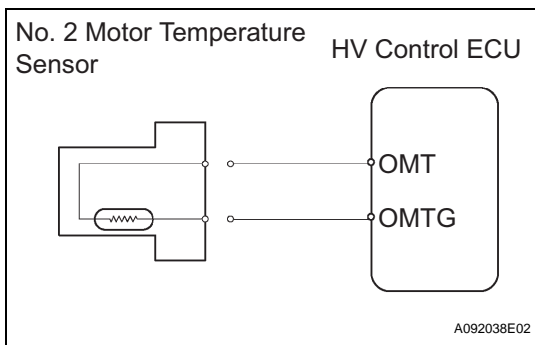 No. 2 Motor Temperature
Sensor
HV Control ECU
OMT
OMTG
A092038E02